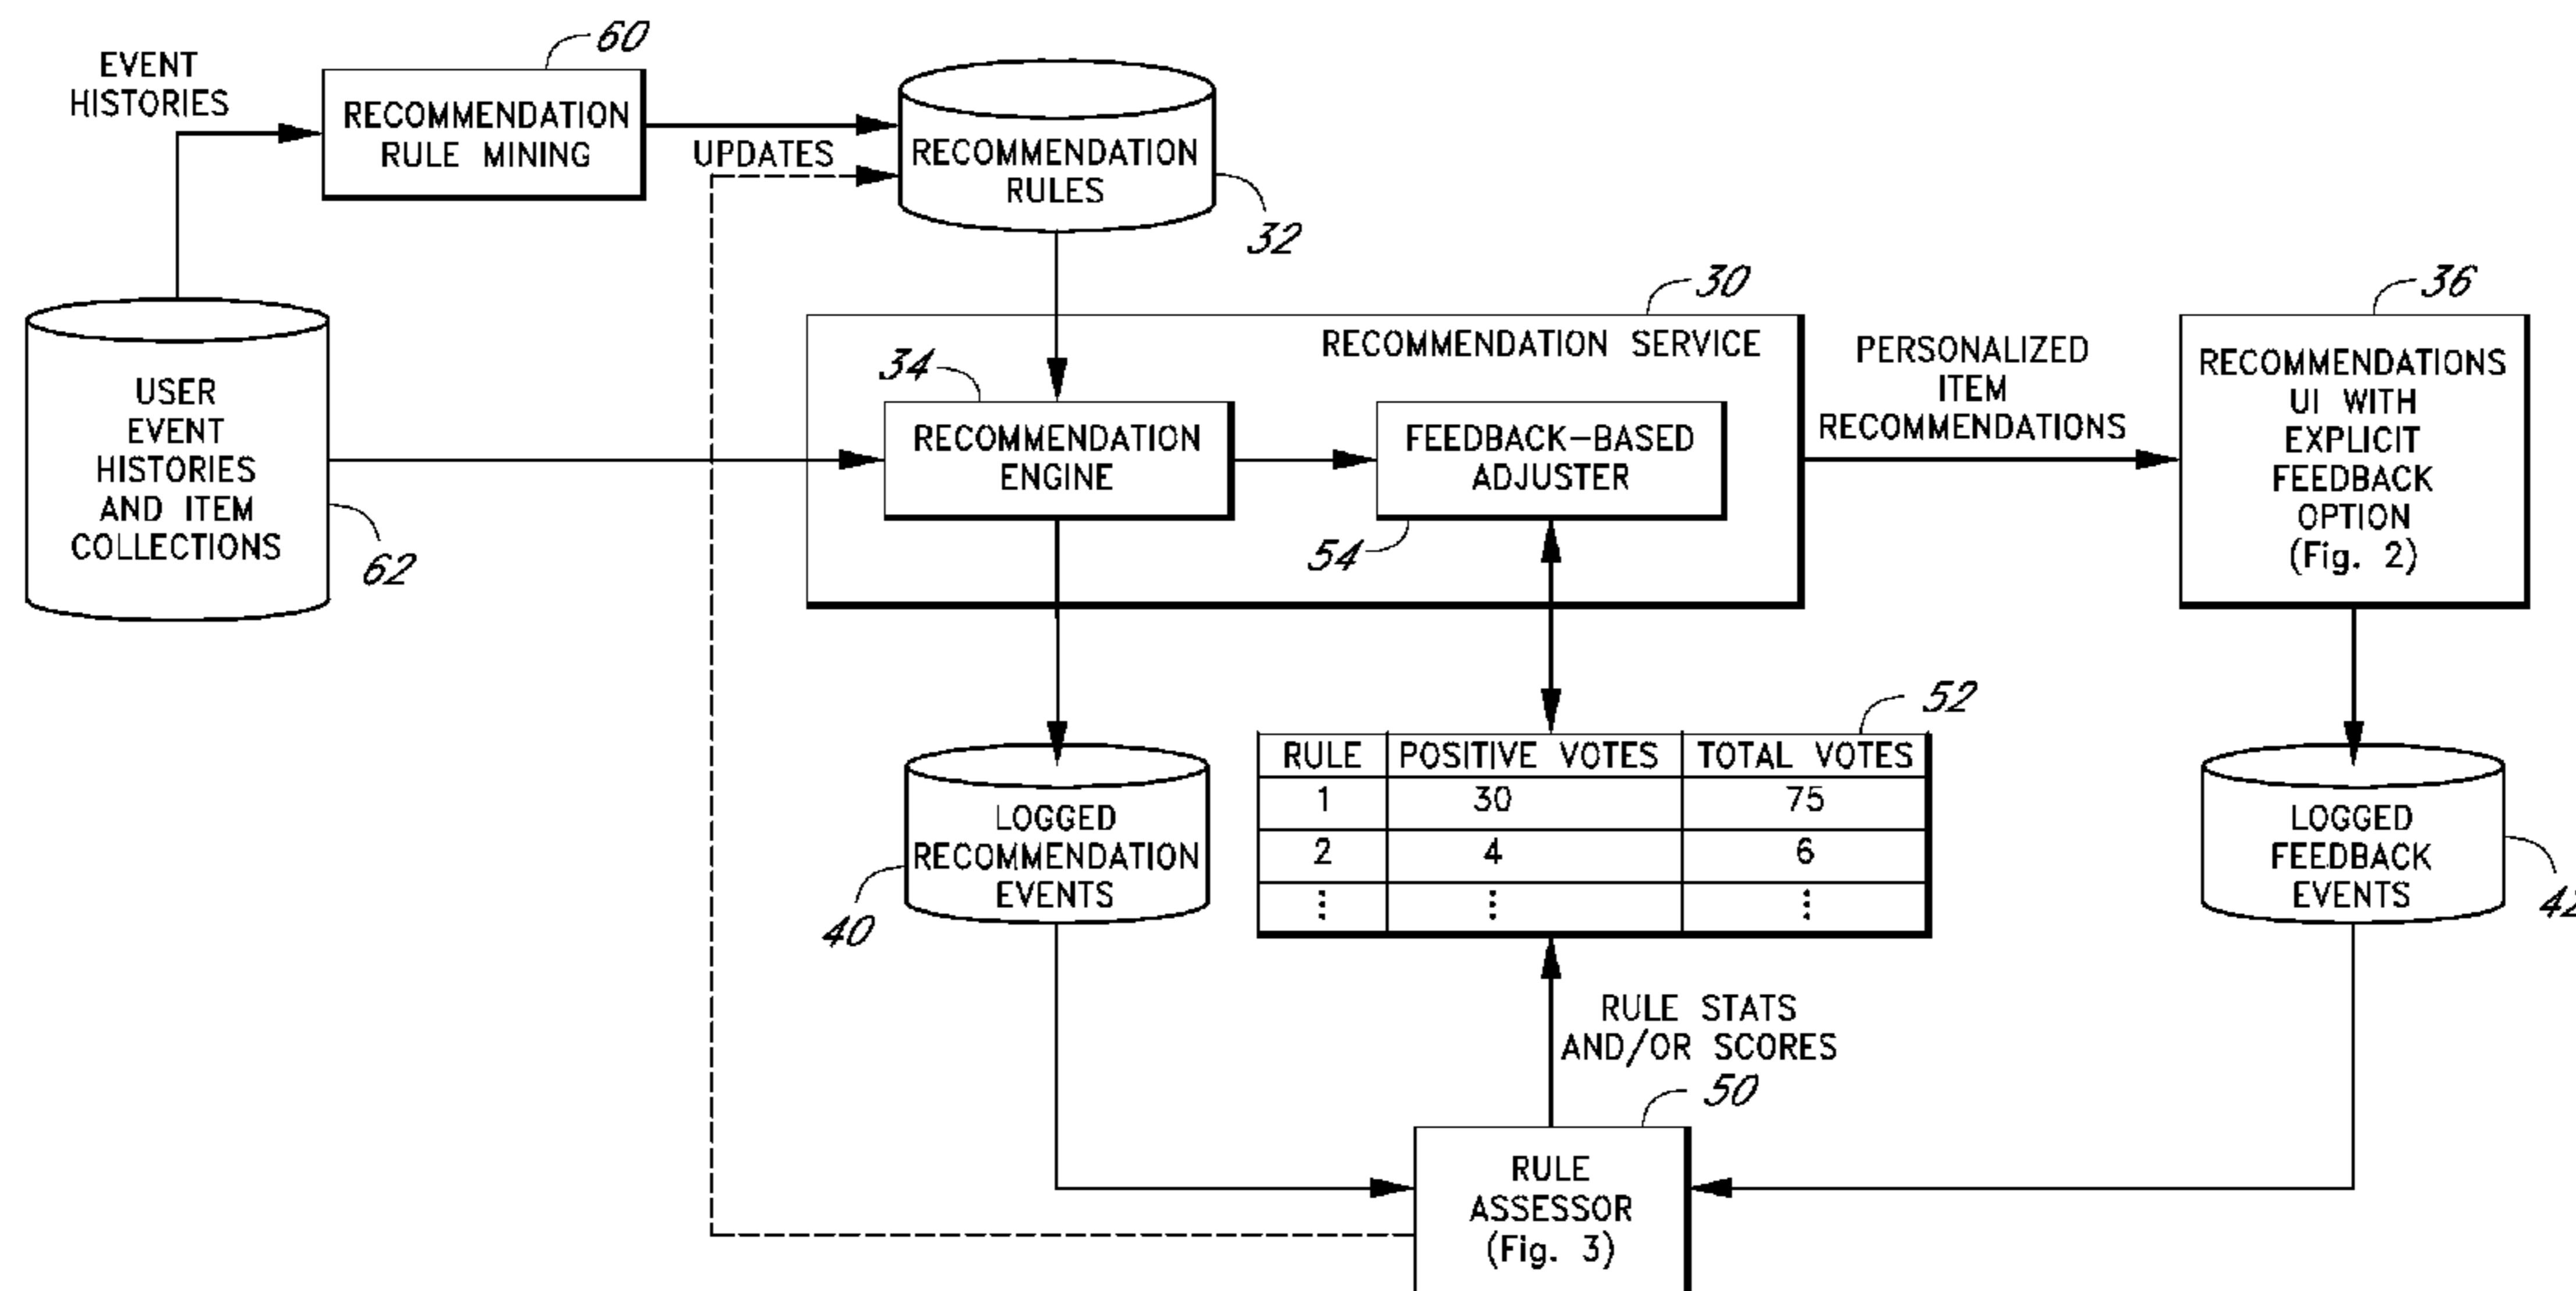 60
EVENT
HISTORIES
RECOMMENDATION
RULE MINING
UPDATES
RECOMMENDATION
RULES
32
USER
EVENT
HISTORIES
AND ITEM
COLLECTIONS
62
30
RECOMMENDATION SERVICE
34
RECOMMENDATION
ENGINE
FEEDBACK-BASED
ADJUSTER
54
PERSONALIZED
ITEM
RECOMMENDATIONS
36
RECOMMENDATIONS
UI WITH
EXPLICIT
FEEDBACK
OPTION
(Fig. 2)
52
RULE POSITIVE VOTES TOTAL VOTES
1 30 75
2 4 6
⋮ ⋮ ⋮
LOGGED
RECOMMENDATION
EVENTS
40
LOGGED
FEEDBACK
EVENTS
42
RULE STATS
AND/OR SCORES
50
RULE
ASSESSOR
(Fig. 3)